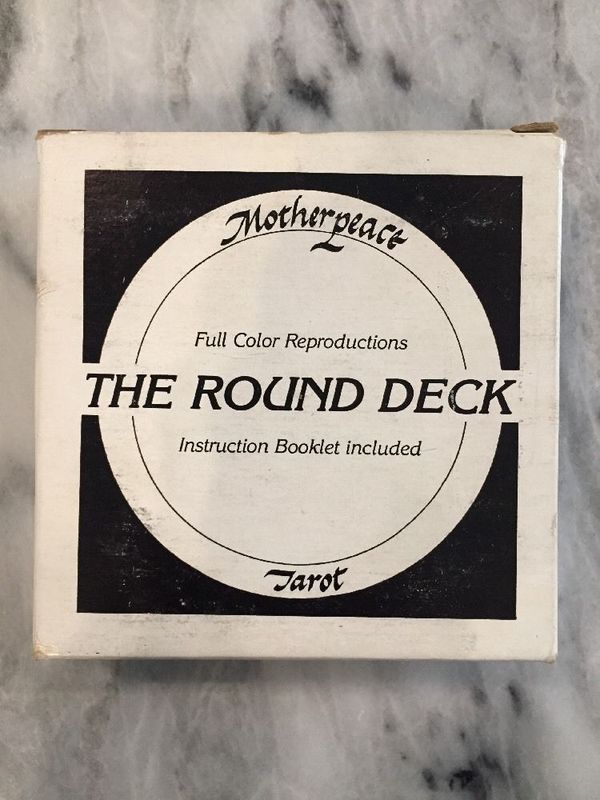 Motherpeace
Full Color Reproductions
THE ROUND DECK
Instruction Booklet included
Tarot